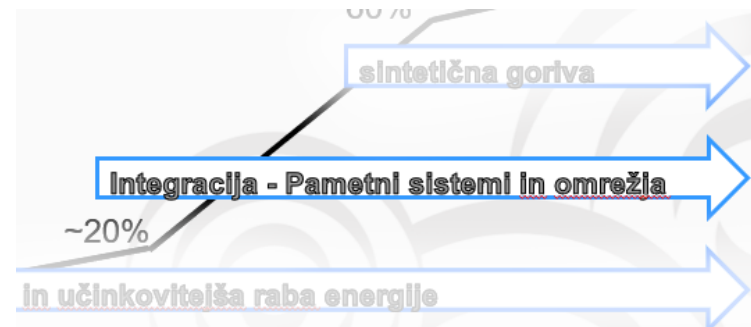 sintetična goriva
Integracija - Pametni sistemi in omrežja
~20%
in učinkovitejša raba energije